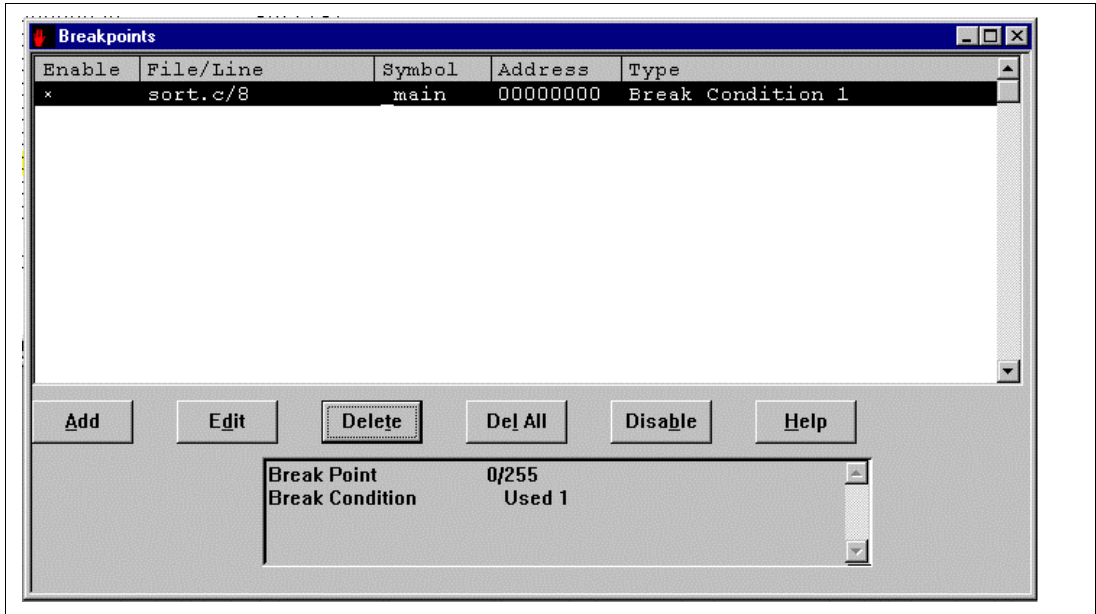 Breakpoints
Enable File/Line Symbol Address Type
× sort.c/8 _main 00000000 Break Condition 1
Add Edit Delete Del All Disable Help
Break Point 0/255
Break Condition Used 1